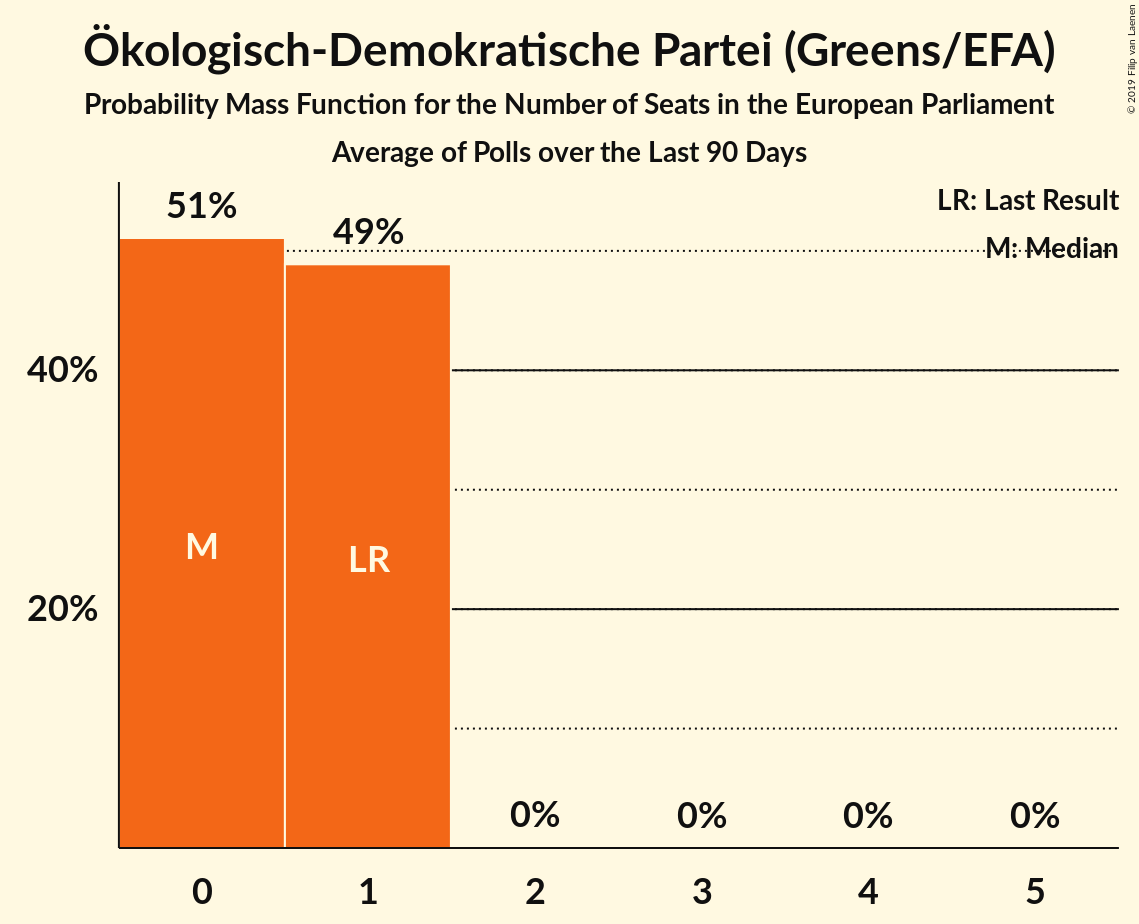 Ökologisch-Demokratische Partei (Greens/EFA)
Probability Mass Function for the Number of Seats in the European Parliament
Average of Polls over the Last 90 Days
© 2019 Filip van Laenen
LR: Last Result
M: Median
51%
49%
40%
20%
M
LR
0%
0%
0%
0%
0
1
2
3
4
5